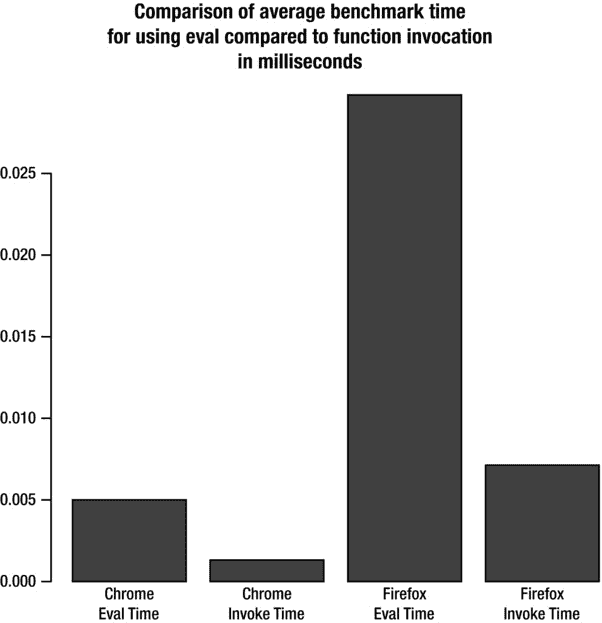 Comparison of average benchmark time
for using eval compared to function invocation
in milliseconds
0.025
0.020
0.015
0.010
0.005
0.000
Chrome
Eval Time
Chrome
Invoke Time
Firefox
Eval Time
Firefox
Invoke Time